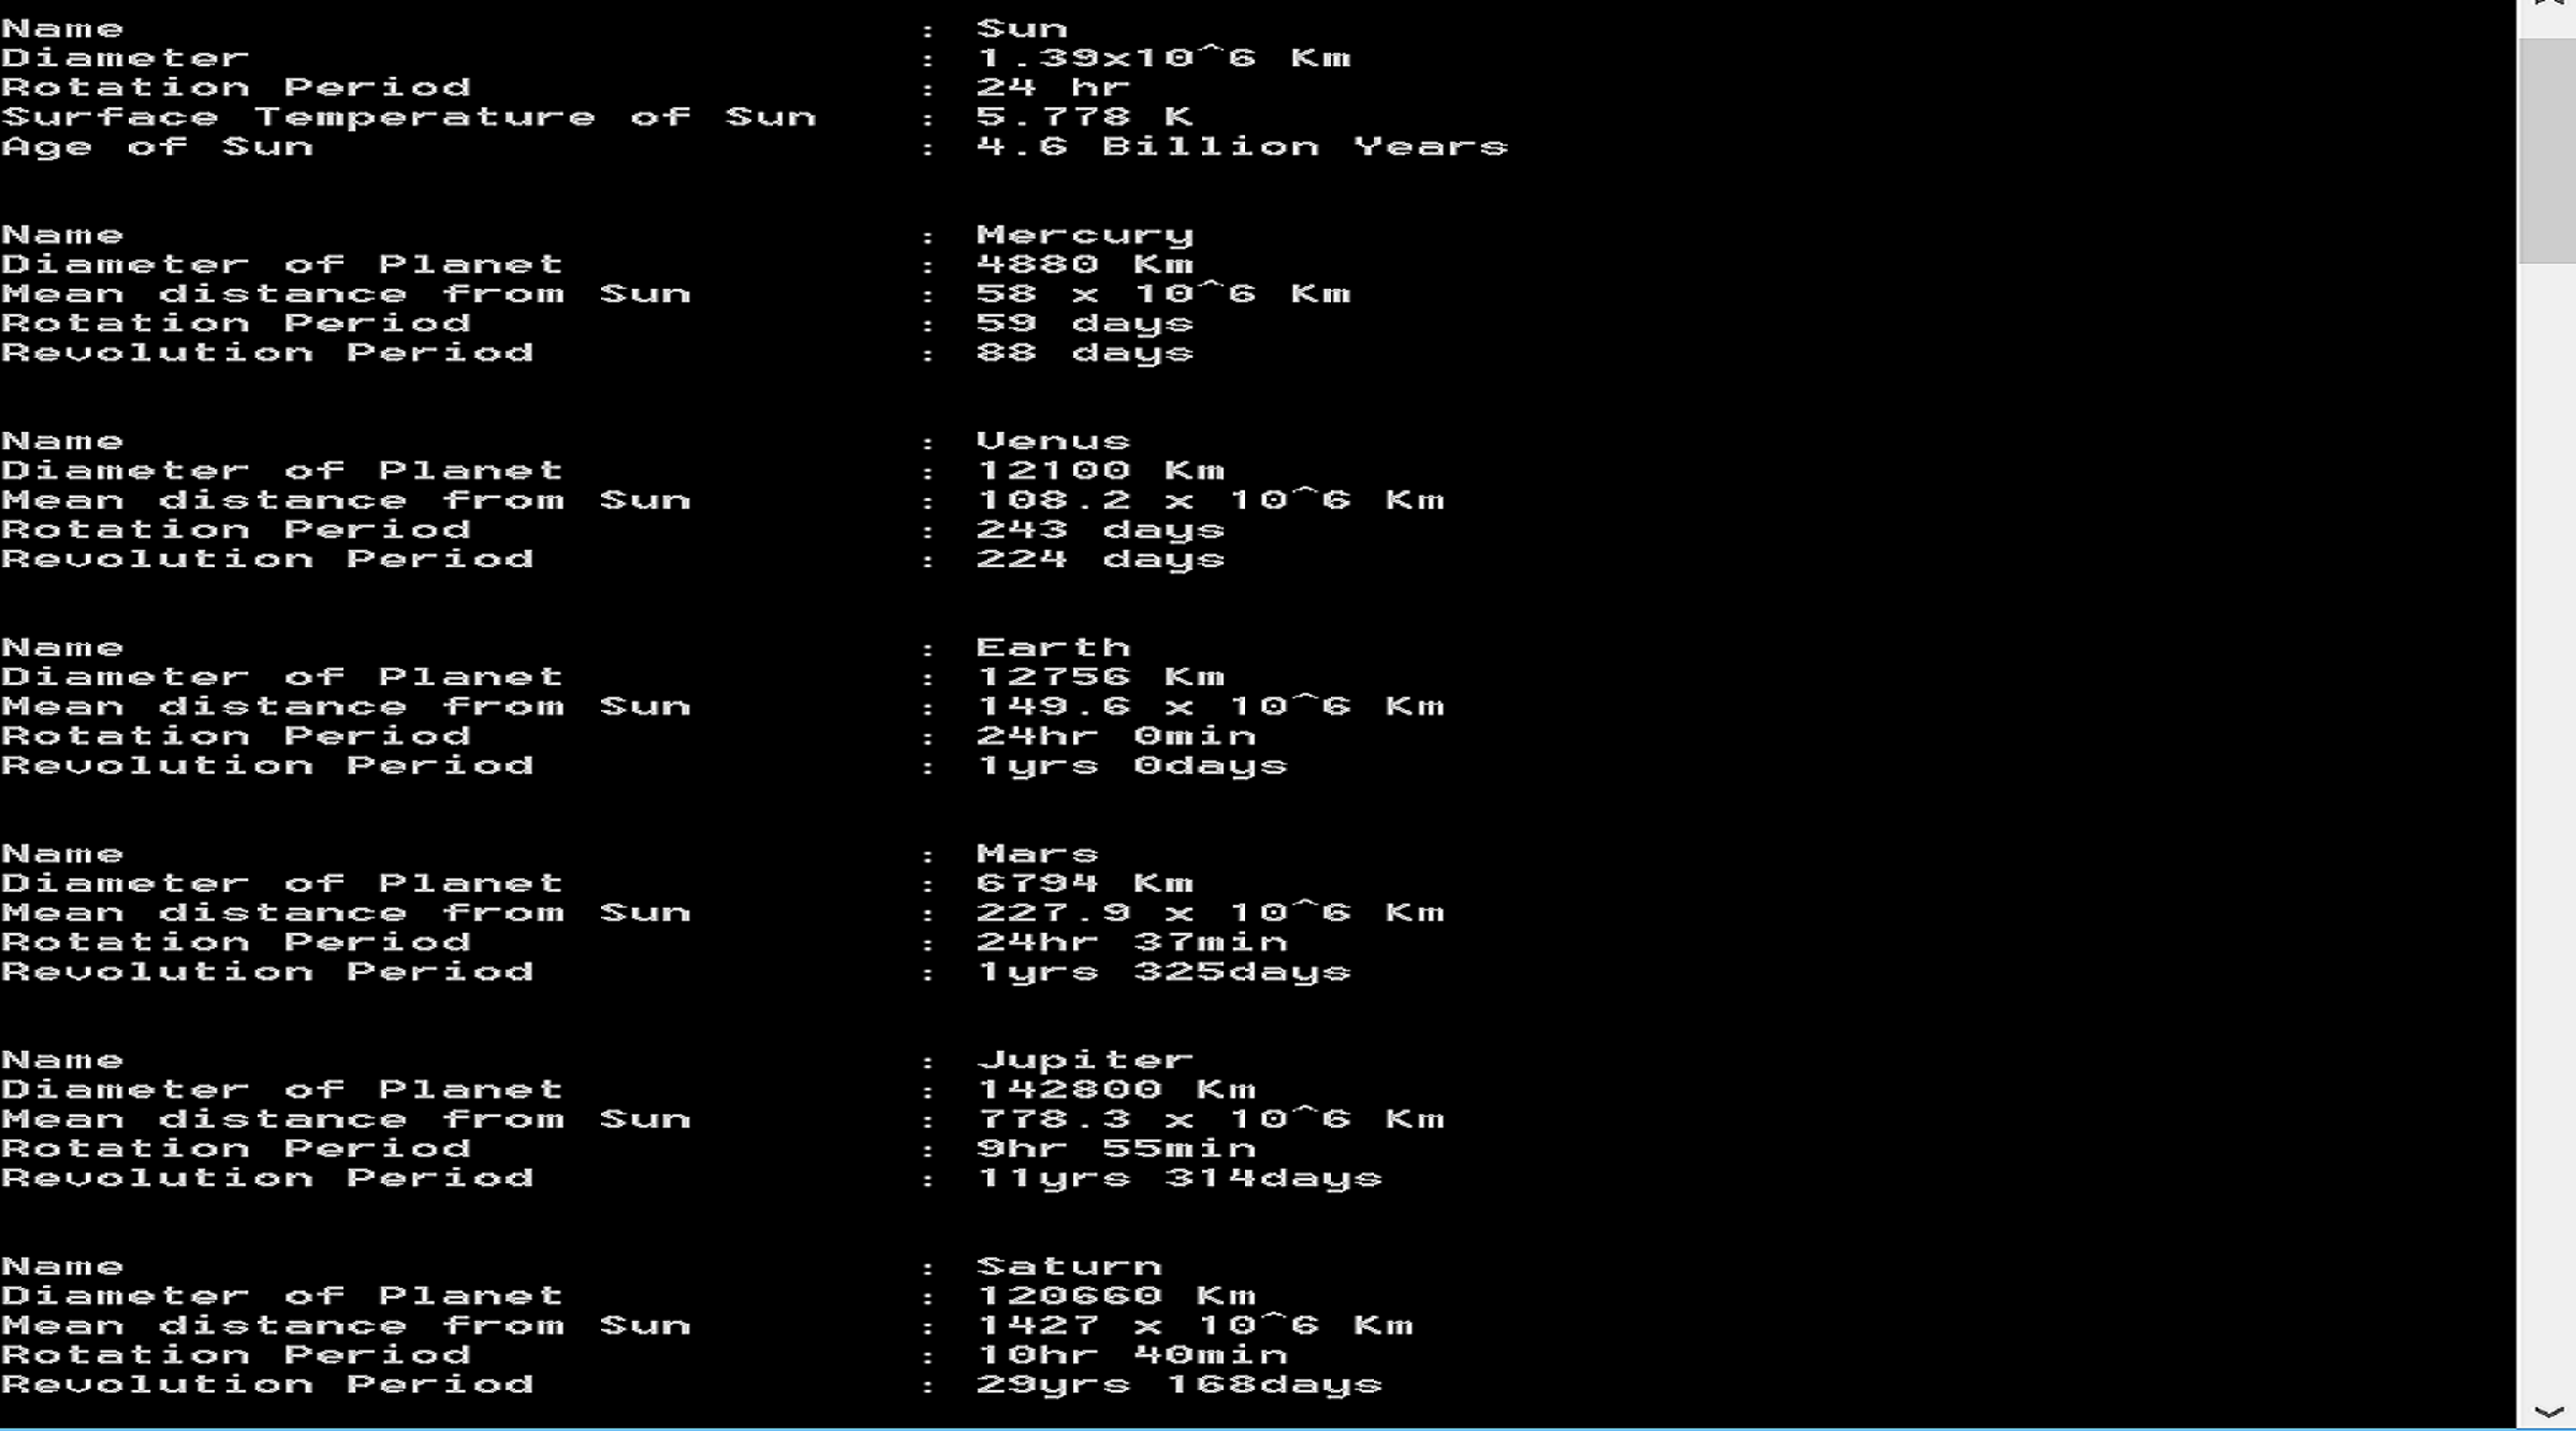 Name : Sun
Diameter : 1.39x10^6 Km
Rotation Period : 24 hr
Surface Temperature of Sun : 5.778 K
Age of Sun : 4.6 Billion Years
Name : Mercury
Diameter of Planet : 4880 Km
Mean distance from Sun : 58 x 10^6 Km
Rotation Period : 59 days
Revolution Period : 88 days
Name : Venus
Diameter of Planet : 12100 Km
Mean distance from Sun : 108.2 x 10^6 Km
Rotation Period : 243 days
Revolution Period : 224 days
Name : Earth
Diameter of Planet : 12756 Km
Mean distance from Sun : 149.6 x 10^6 Km
Rotation Period : 24hr 0min
Revolution Period : 1yrs 0days
Name : Mars
Diameter of Planet : 6794 Km
Mean distance from Sun : 227.9 x 10^6 Km
Rotation Period : 24hr 37min
Revolution Period : 1yrs 325days
Name : Jupiter
Diameter of Planet : 142800 Km
Mean distance from Sun : 778.3 x 10^6 Km
Rotation Period : 9hr 55min
Revolution Period : 11yrs 314days
Name : Saturn
Diameter of Planet : 120660 Km
Mean distance from Sun : 1427 x 10^6 Km
Rotation Period : 10hr 40min
Revolution Period : 29yrs 168days